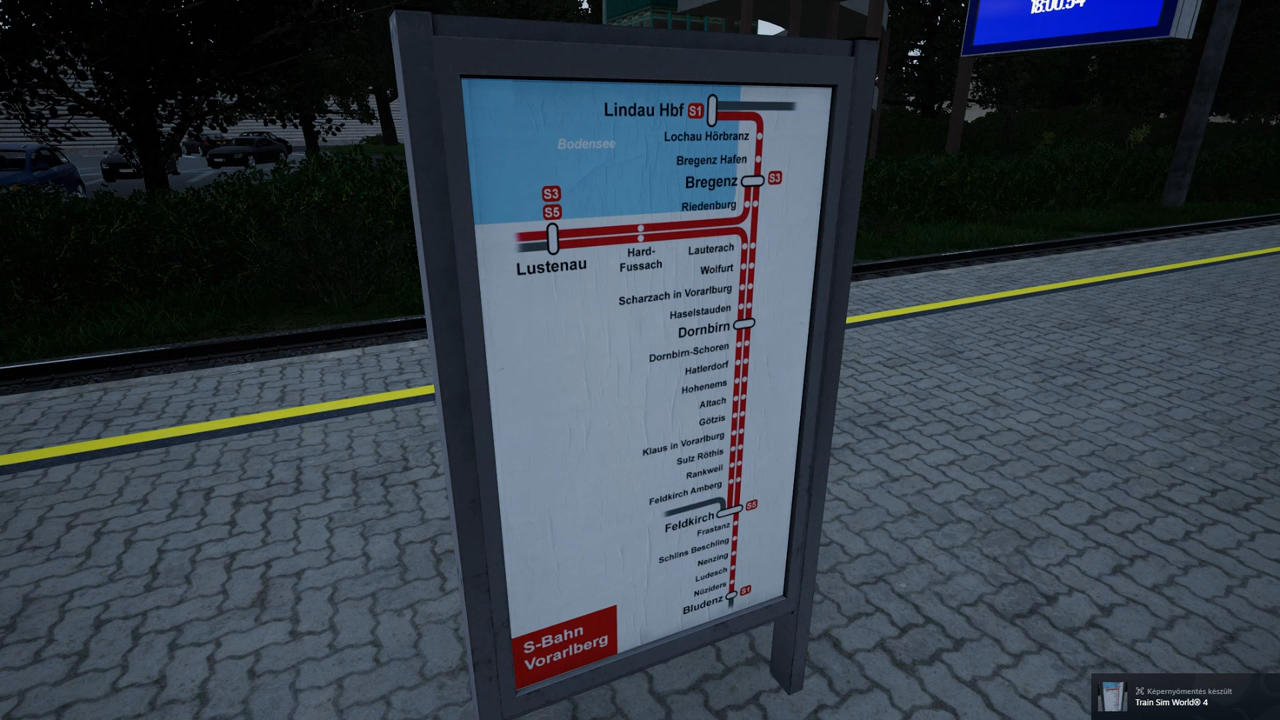 18:00:54
Lindau Hbf S1
Bodensee
Lochau Hörbranz
Bregenz Hafen
Bregenz S3
S3
S5
Riedenburg
Lustenau
Hard-
Fussach
Lauterach
Wolfurt
Scharzach in Vorarlburg
Haselstauden
Dornbirn
Dornbirn-Schoren
Hatlerdorf
Hohenems
Altach
Götzis
Klaus in Vorarlburg
Sulz Röthis
Rankweil
Feldkirch Amberg
Feldkirch S5
Frastanz
Schlins Beschling
Nenzing
Ludesch
Nüziders
Bludenz S1
S-Bahn
Vorarlberg
Képernyőmentés készült
Train Sim World® 4